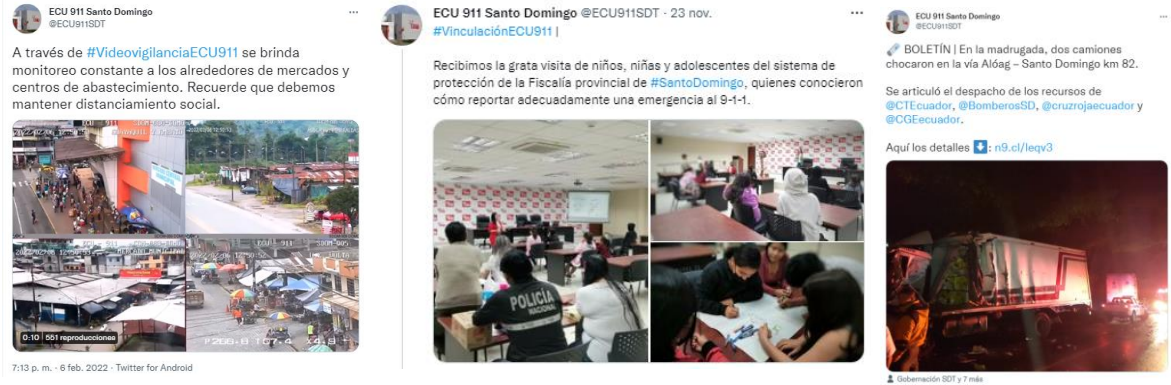 ECU 911 Santo Domingo
@ECU911SDT
A través de #VideovigilanciaECU911 se brinda
monitoreo constante a los alrededores de mercados y
centros de abastecimiento. Recuerde que debemos
mantener distanciamiento social.
0:10 551 reproducciones
7:13 p. m. · 6 feb. 2022 · Twitter for Android
ECU 911 Santo Domingo @ECU911SDT · 23 nov.
#VinculaciónECU911 |
Recibimos la grata visita de niños, niñas y adolescentes del sistema de
protección de la Fiscalía provincial de #SantoDomingo, quienes conocieron
cómo reportar adecuadamente una emergencia al 9-1-1.
POLICÍA
NACIONAL
ECU 911 Santo Domingo
@ECU911SDT
BOLETÍN | En la madrugada, dos camiones
chocaron en la vía Alóag – Santo Domingo km 82.
Se articuló el despacho de los recursos de
@CTEcuador, @BomberosSD, @cruzrojaecuador y
@CGEecuador.
Aquí los detalles ⬇: n9.cl/leqv3
Gobernación SDT y 7 más